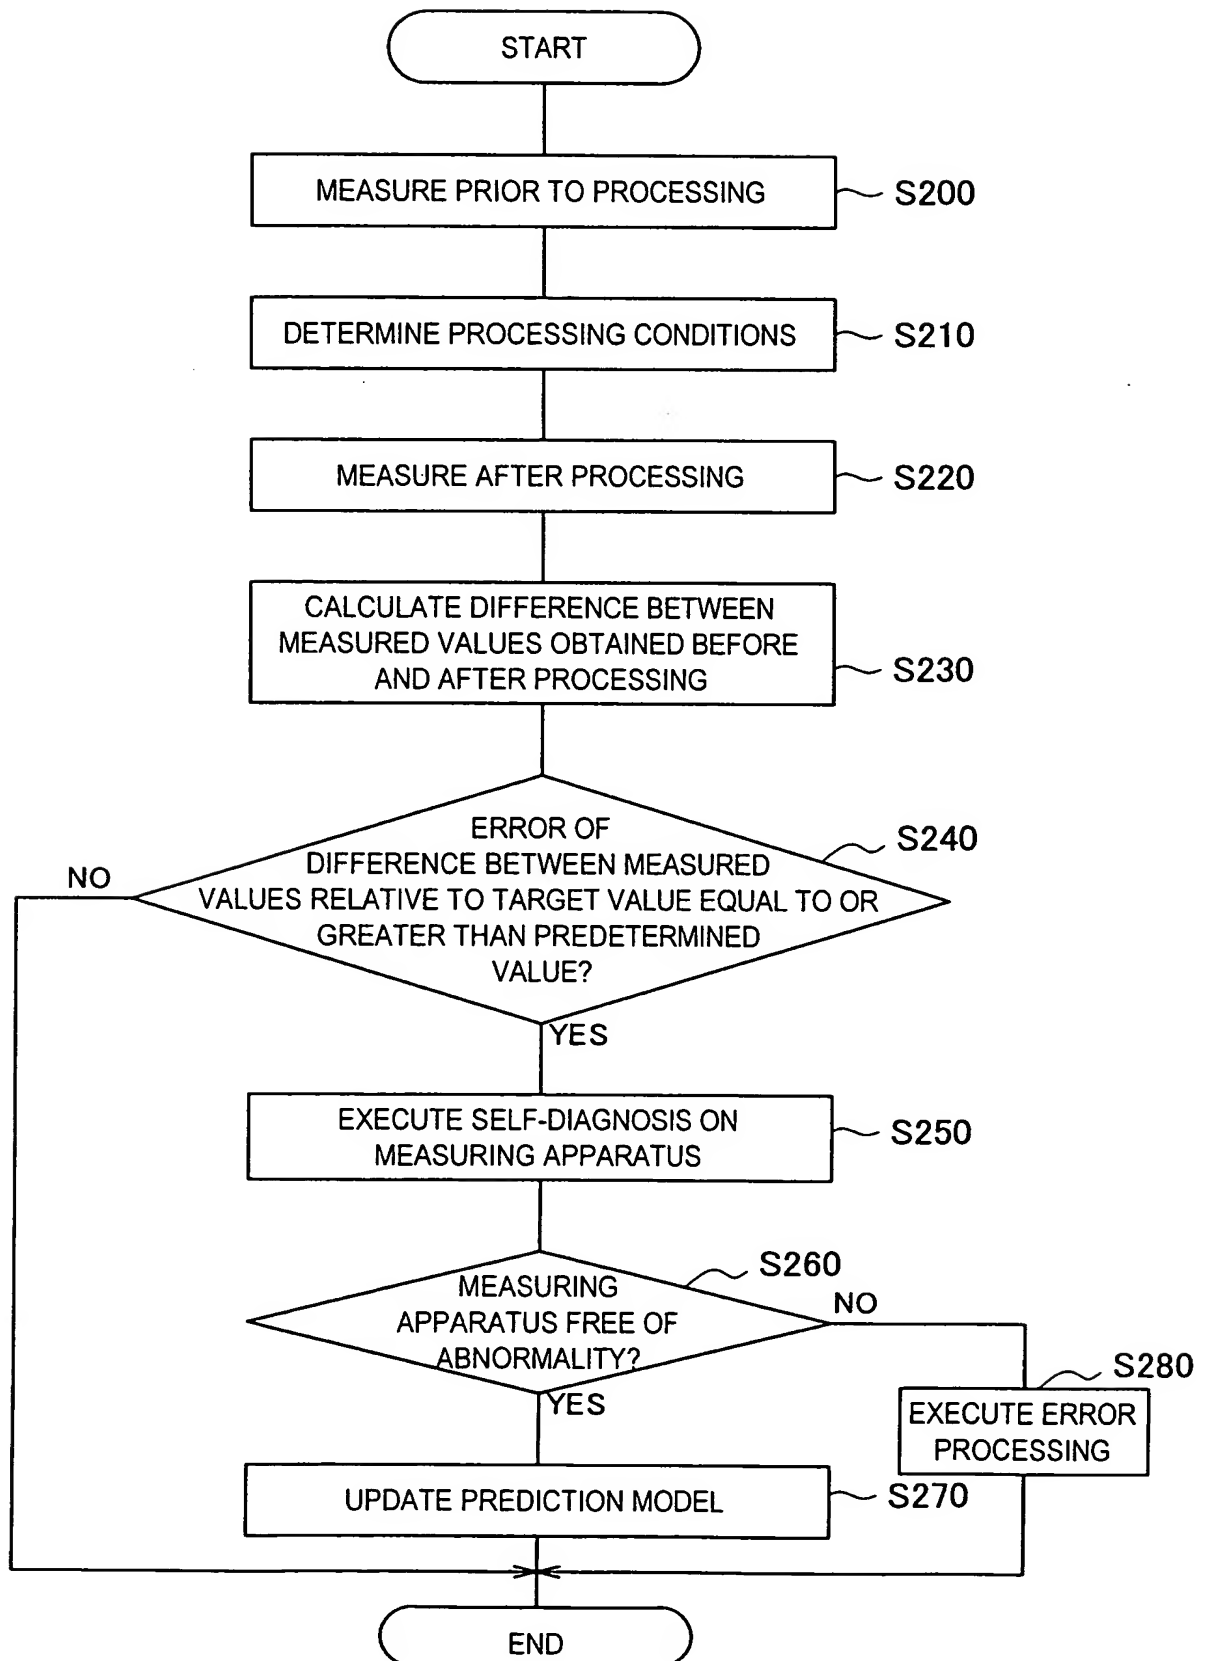 START
MEASURE PRIOR TO PROCESSING
S200
DETERMINE PROCESSING CONDITIONS
S210
MEASURE AFTER PROCESSING
S220
CALCULATE DIFFERENCE BETWEEN
MEASURED VALUES OBTAINED BEFORE
AND AFTER PROCESSING
S230
ERROR OF
DIFFERENCE BETWEEN MEASURED
VALUES RELATIVE TO TARGET VALUE EQUAL TO OR
GREATER THAN PREDETERMINED
VALUE?
S240
NO
YES
EXECUTE SELF-DIAGNOSIS ON
MEASURING APPARATUS
S250
MEASURING
APPARATUS FREE OF
ABNORMALITY?
S260
NO
YES
S280
EXECUTE ERROR
PROCESSING
UPDATE PREDICTION MODEL
S270
END